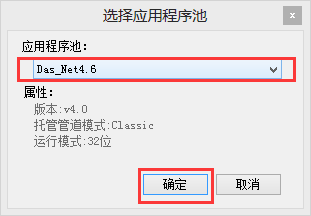 选择应用程序池
x
应用程序池:
Das_Net4.6
属性:
版本:v4.0
托管管道模式:Classic
运行模式:32位
确定
取消